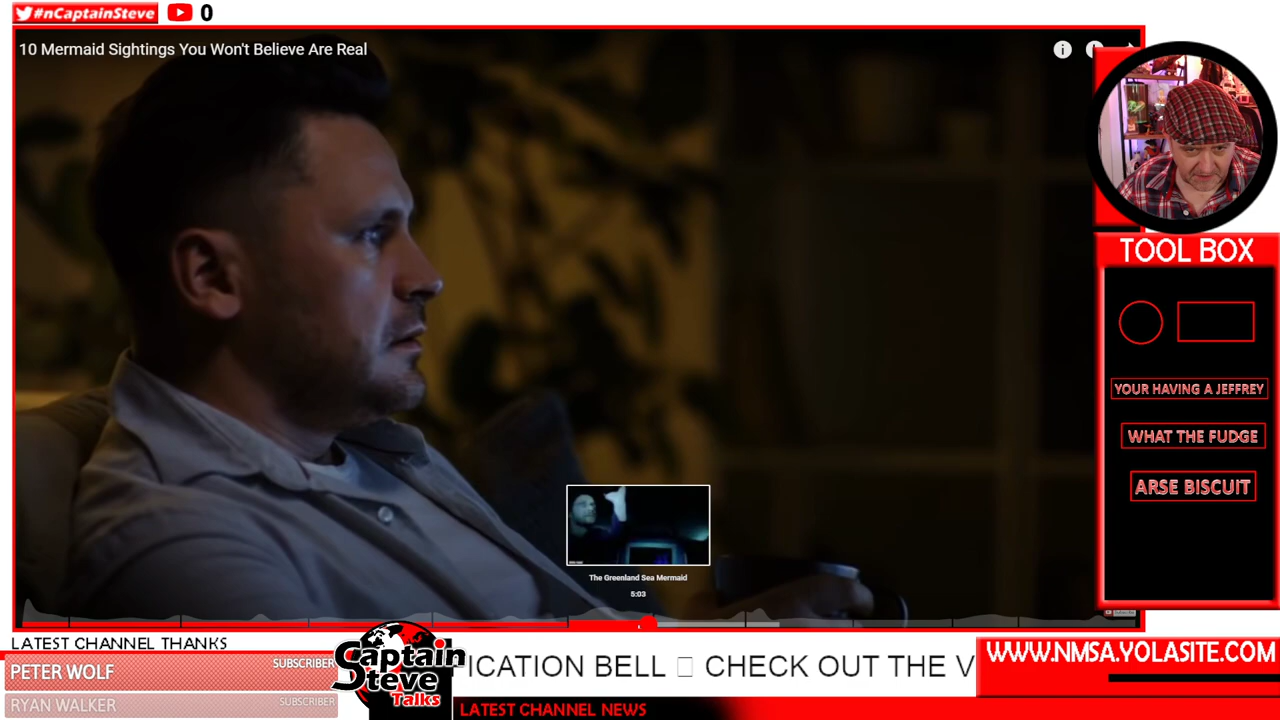 #nCaptainSteve
0
10 Mermaid Sightings You Won't Believe Are Real
TOOL BOX
YOUR HAVING A JEFFREY
WHAT THE FUDGE
ARSE BISCUIT
The Greenland Sea Mermaid
5:03
LATEST CHANNEL THANKS
PETER WOLF SUBSCRIBER
RYAN WALKER SUBSCRIBER
Captain
Steve
Talks
PICATION BELL CHECK OUT THE V
WWW.NMSA.YOLASITE.COM
LATEST CHANNEL NEWS